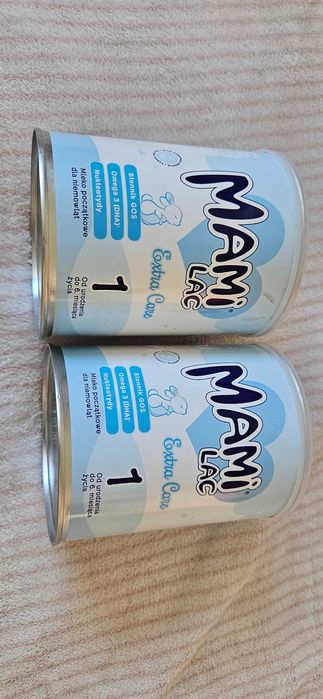 MAMi®
LAC
Extra Care
Błonnik GOS
Omega 3 (DHA)¹
Nukleotydy
Mleko początkowe
dla niemowląt
1
Od urodzenia
do 6. miesiąca
życia
MAMi®
LAC
Extra Care
Błonnik GOS
Omega 3 (DHA)¹
Nukleotydy
Mleko początkowe
dla niemowląt
1
Od urodzenia
do 6. miesiąca
życia